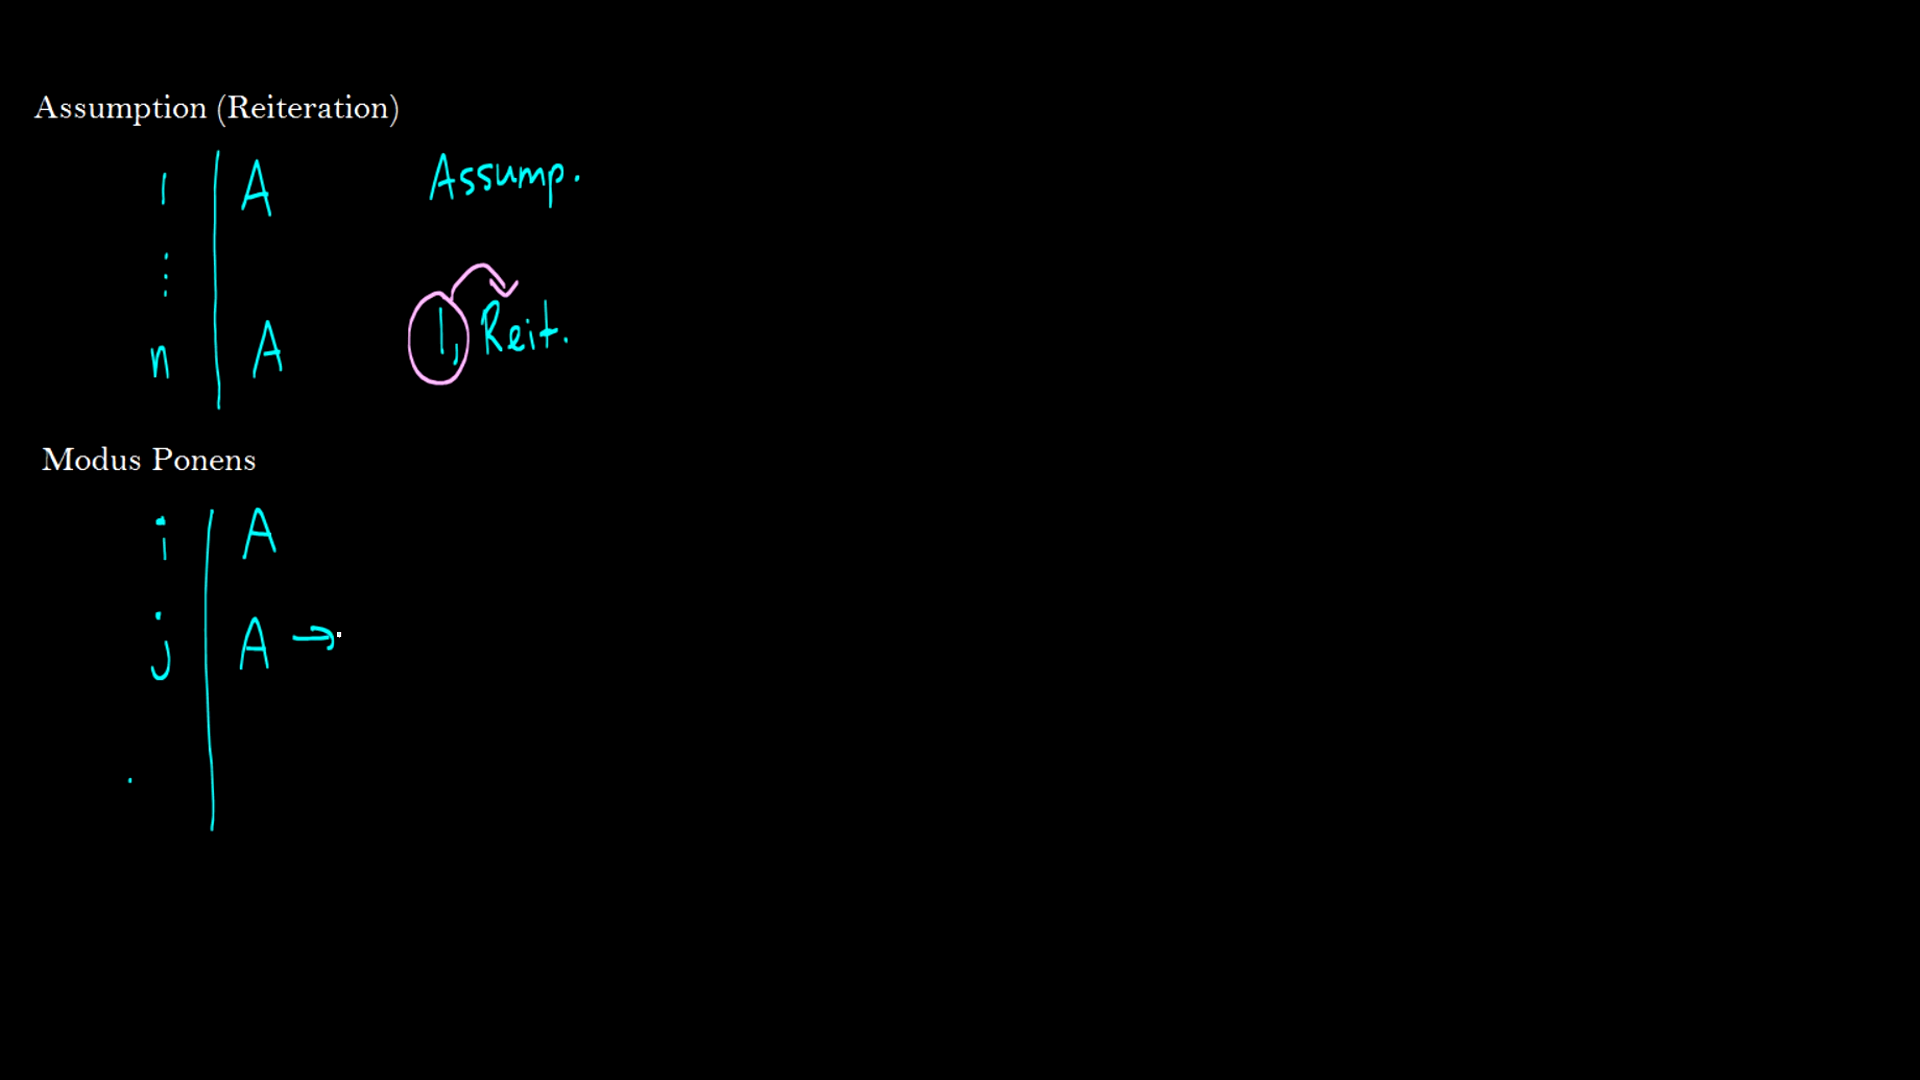 Assumption (Reiteration)
1 | A Assump.
⋮
n | A 1, Reit.
Modus Ponens
i | A
j | A →